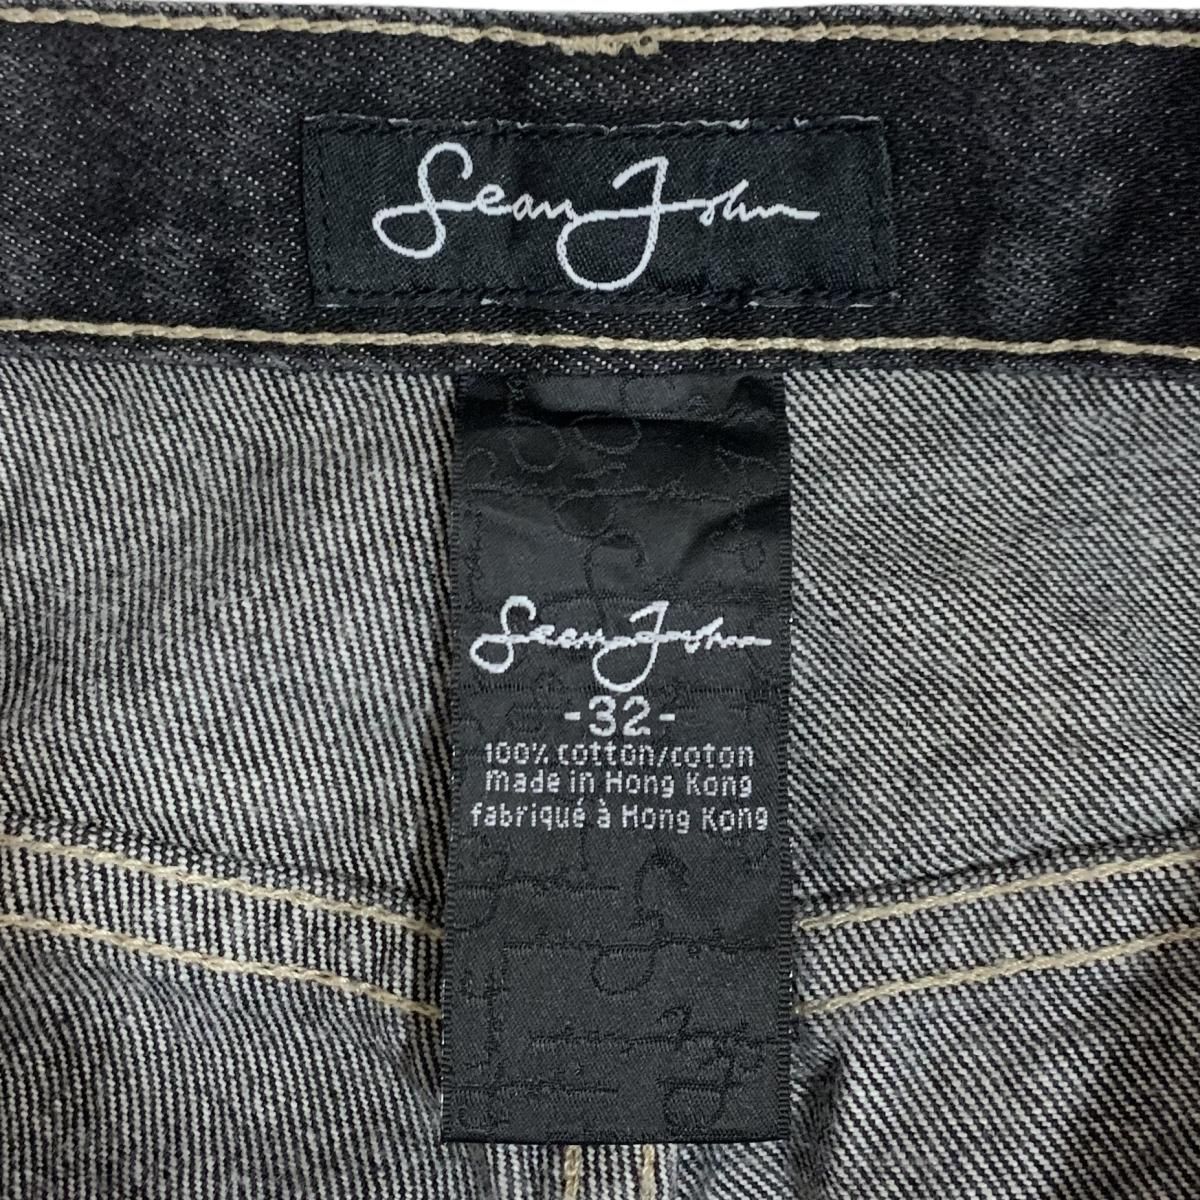 Sean John
Sean John
-32-
100% cotton/coton
made in Hong Kong
fabriqué à Hong Kong